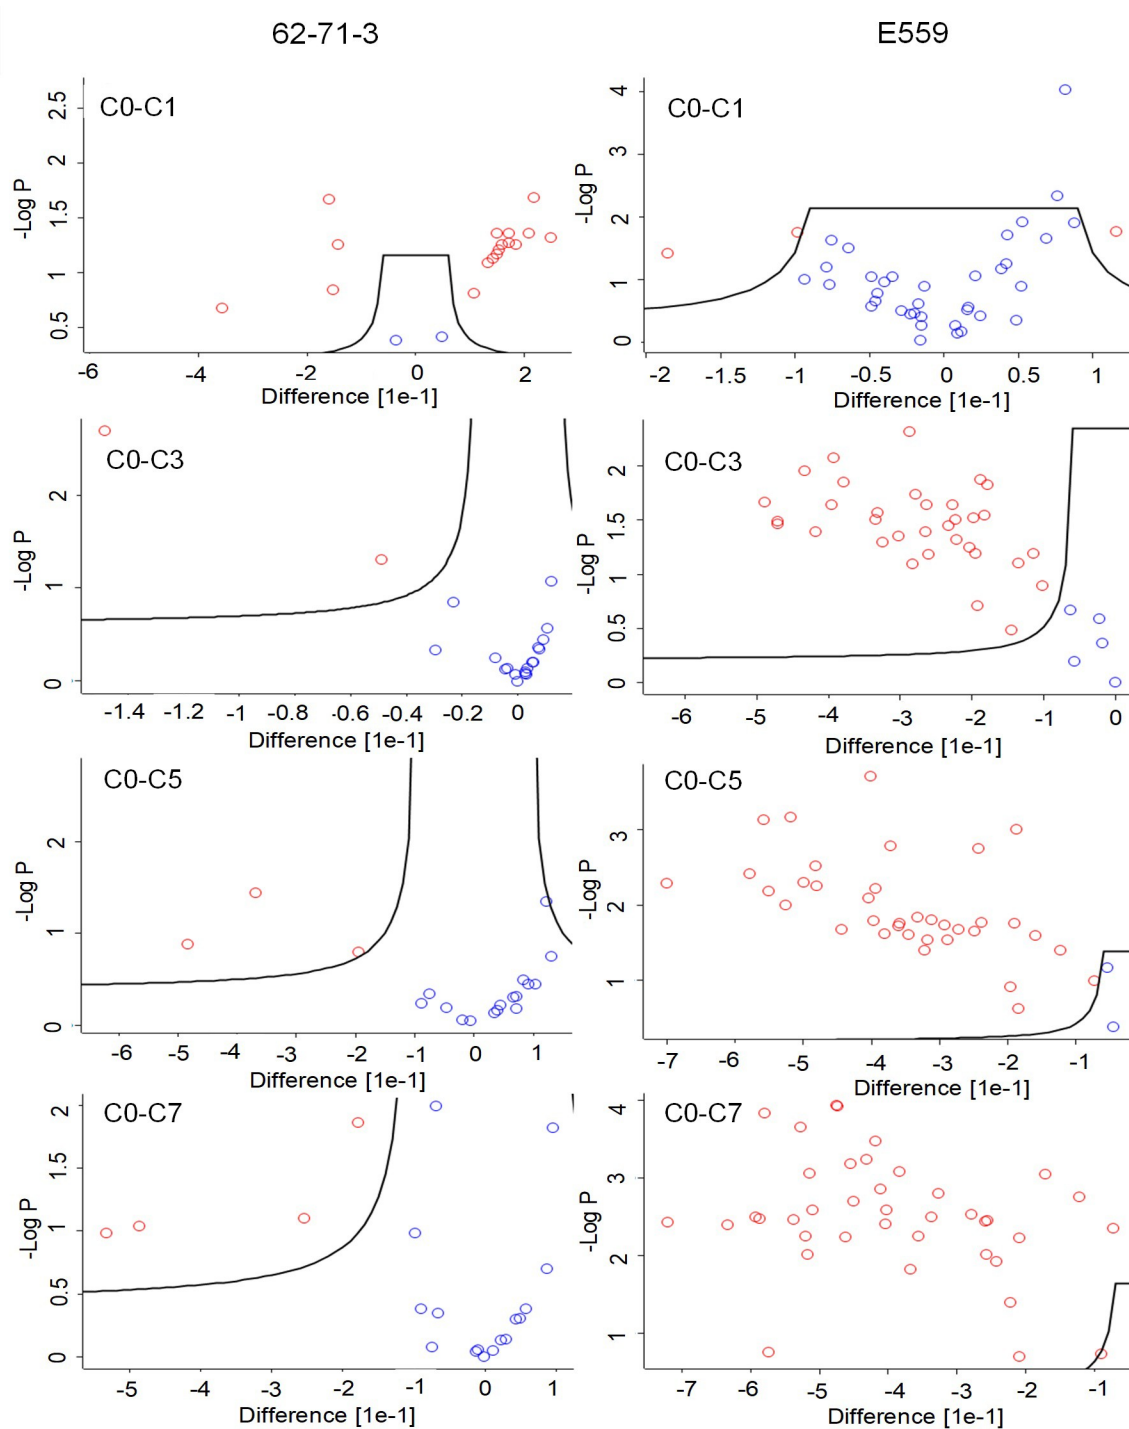 62-71-3 E559
C0-C1
-Log P
2.5
2
1.5
1
0.5
-6 -4 -2 0 2
Difference [1e-1]
C0-C1
-Log P
4
3
2
1
0
-2 -1.5 -1 -0.5 0 0.5 1
Difference [1e-1]
C0-C3
-Log P
2
1
0
-1.4 -1.2 -1 -0.8 -0.6 -0.4 -0.2 0
Difference [1e-1]
C0-C3
-Log P
2
1.5
1
0.5
0
-6 -5 -4 -3 -2 -1 0
Difference [1e-1]
C0-C5
-Log P
2
1
0
-6 -5 -4 -3 -2 -1 0 1
Difference [1e-1]
C0-C5
-Log P
3
2
1
-7 -6 -5 -4 -3 -2 -1
Difference [1e-1]
C0-C7
-Log P
2
1.5
1
0.5
0
-5 -4 -3 -2 -1 0 1
Difference [1e-1]
C0-C7
-Log P
4
3
2
1
-7 -6 -5 -4 -3 -2 -1
Difference [1e-1]